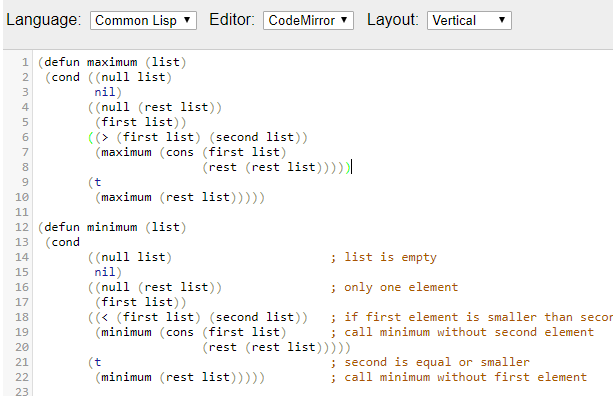 Language: Common Lisp Editor: CodeMirror Layout: Vertical
1 (defun maximum (list)
2  (cond ((null list)
3         nil)
4        ((null (rest list))
5         (first list))
6        ((> (first list) (second list))
7         (maximum (cons (first list)
8                        (rest (rest list)))))
9        (t
10         (maximum (rest list)))))
11
12 (defun minimum (list)
13  (cond
14        ((null list)                      ; list is empty
15         nil)
16        ((null (rest list))               ; only one element
17         (first list))
18        ((< (first list) (second list))   ; if first element is smaller than
19         (minimum (cons (first list)      ; call minimum without second element
20                        (rest (rest list)))))
21        (t                                ; second is equal or smaller
22         (minimum (rest list)))))         ; call minimum without first element
23